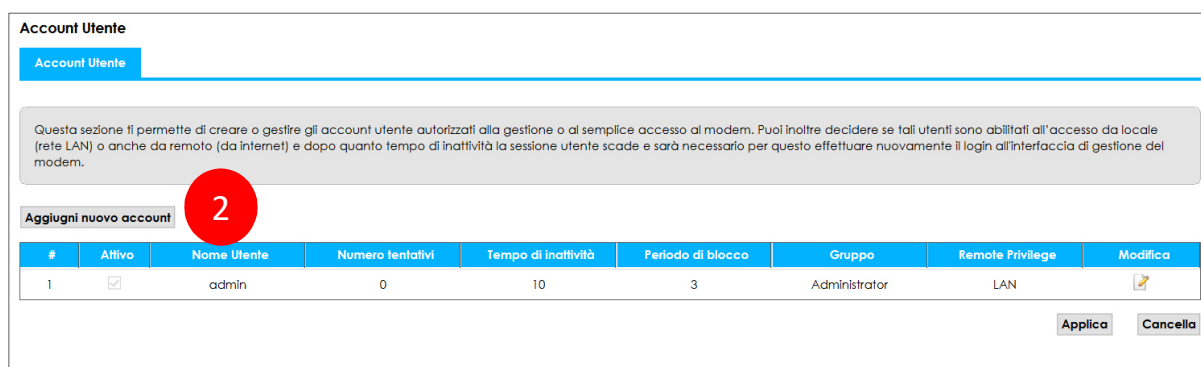 Account Utente
Account Utente
Questa sezione ti permette di creare o gestire gli account utente autorizzati alla gestione o al semplice accesso al modem. Puoi inoltre decidere se tali utenti sono abilitati all'accesso da locale
(rete LAN) o anche da remoto (da internet) e dopo quanto tempo di inattività la sessione utente scade e sarà necessario per questo effettuare nuovamente il login all'interfaccia di gestione del
modem.
Aggiugni nuovo account 2
# Attivo Nome Utente Numero tentativi Tempo di inattività Periodo di blocco Gruppo Remote Privilege Modifica
1 admin 0 10 3 Administrator LAN
Applica Cancella